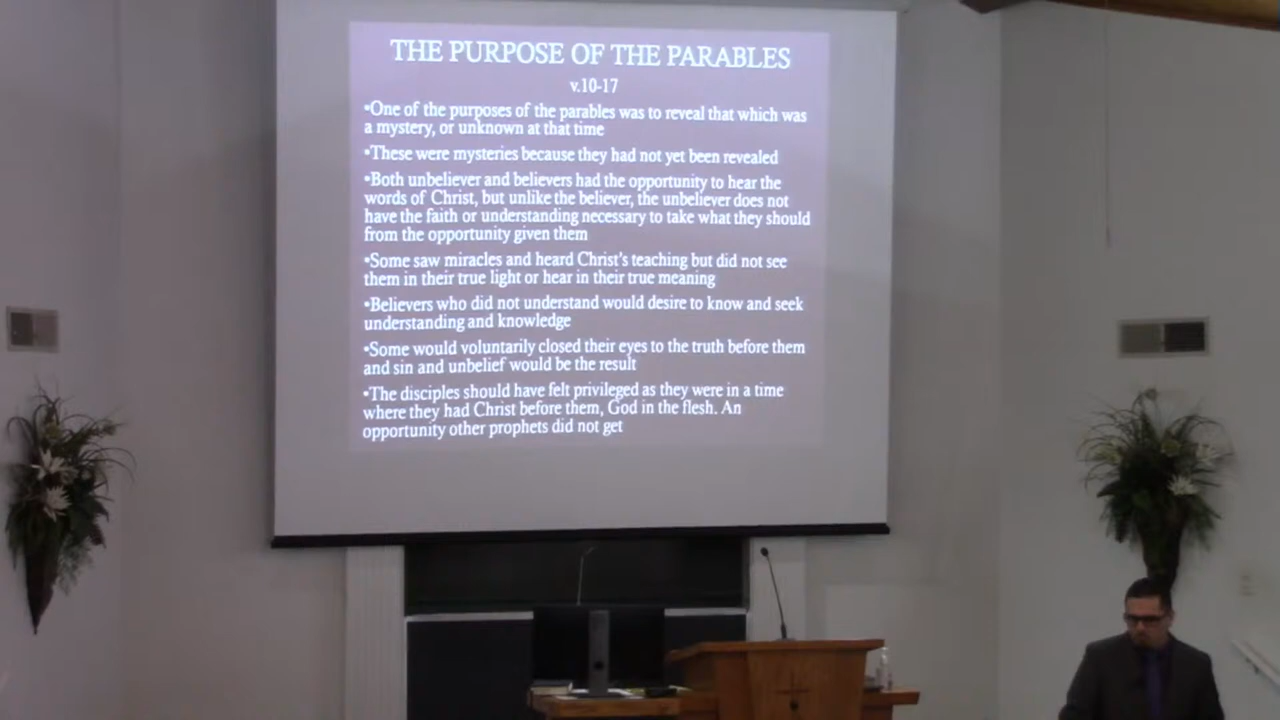 THE PURPOSE OF THE PARABLES
v.10-17
•One of the purposes of the parables was to reveal that which was
a mystery, or unknown at that time
•These were mysteries because they had not yet been revealed
•Both unbeliever and believers had the opportunity to hear the
words of Christ, but unlike the believer, the unbeliever does not
have the faith or understanding necessary to take what they should
from the opportunity given them
•Some saw miracles and heard Christ's teaching but did not see
them in their true light or hear in their true meaning
•Believers who did not understand would desire to know and seek
understanding and knowledge
•Some would voluntarily closed their eyes to the truth before them
and sin and unbelief would be the result
•The disciples should have felt privileged as they were in a time
where they had Christ before them, God in the flesh. An
opportunity other prophets did not get